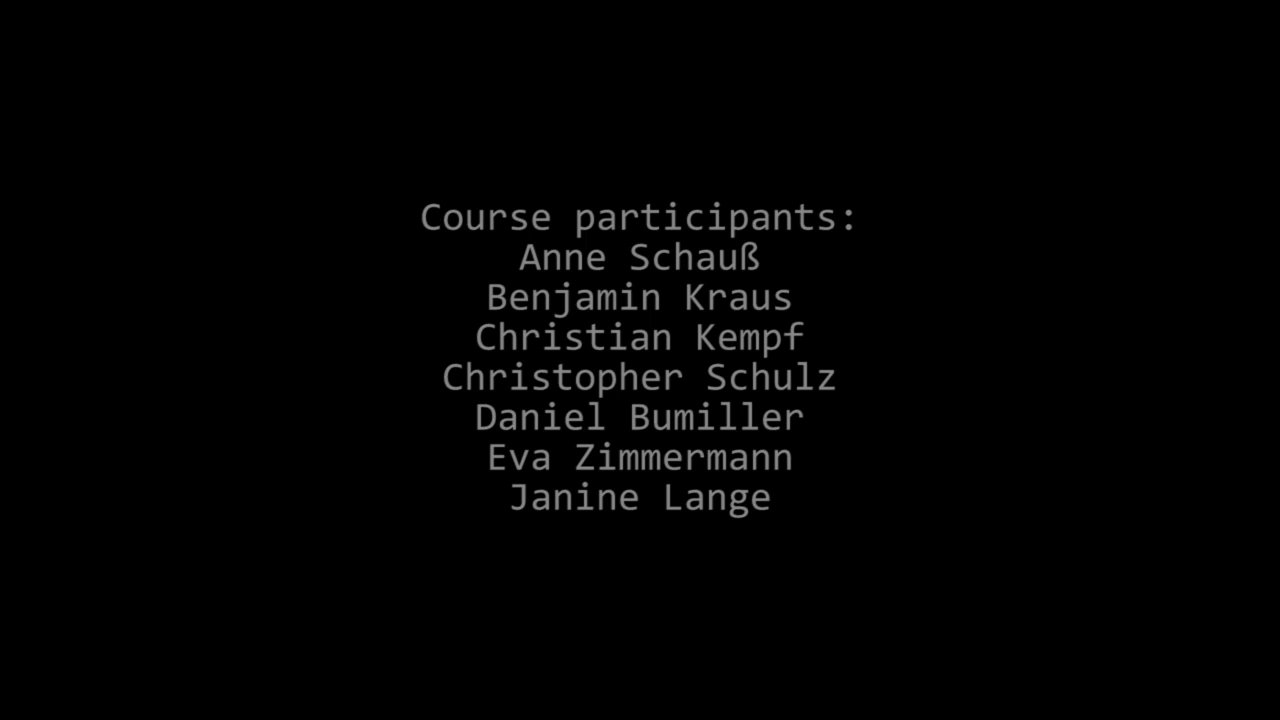 Course participants:
Anne Schauß
Benjamin Kraus
Christian Kempf
Christopher Schulz
Daniel Bumiller
Eva Zimmermann
Janine Lange